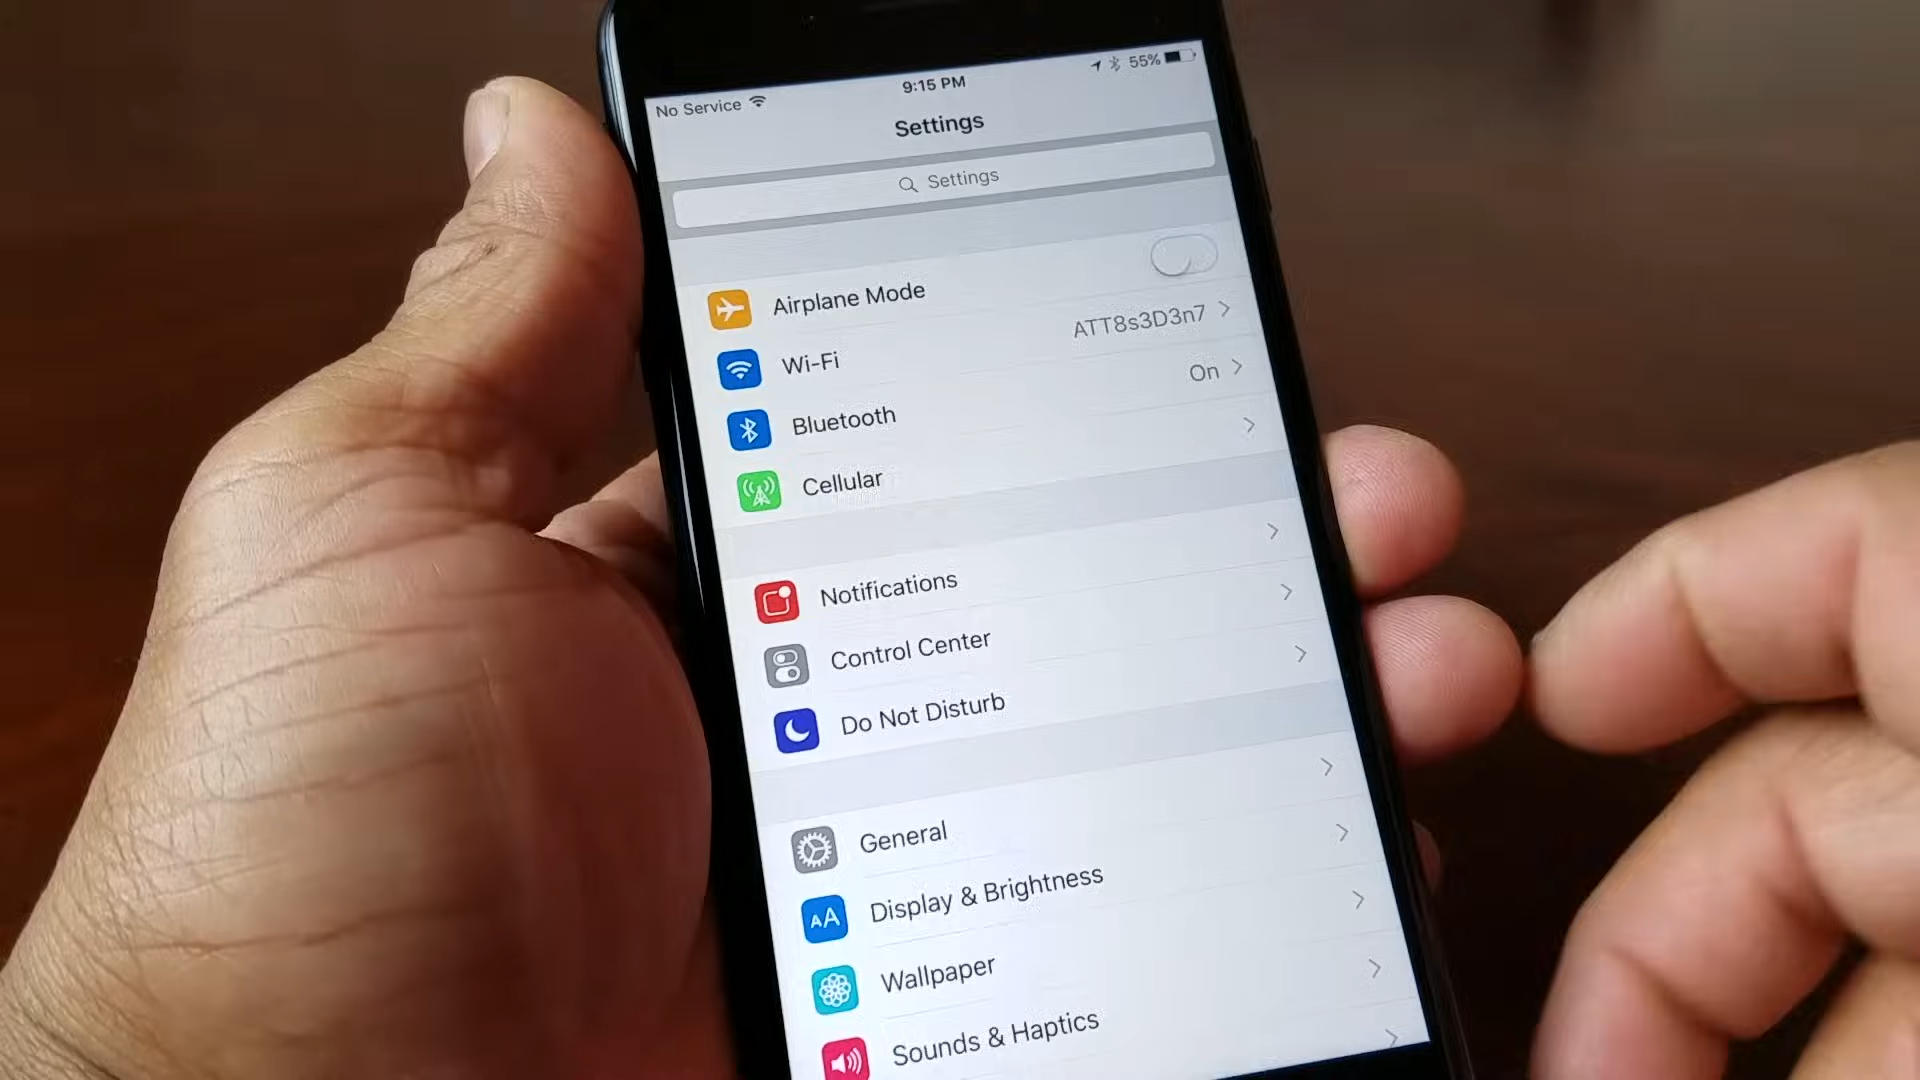 No Service 9:15 PM 55%
Settings
Settings
Airplane Mode
Wi-Fi ATT8s3D3n7
Bluetooth On
Cellular
Notifications
Control Center
Do Not Disturb
General
AA Display & Brightness
Wallpaper
Sounds & Haptics